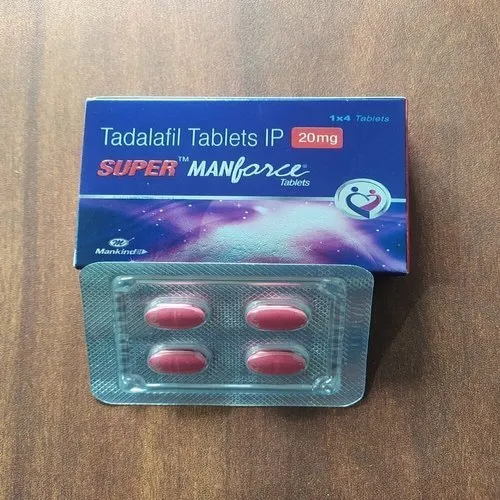 1x4 Tablets
Tadalafil Tablets IP 20mg
SUPER™ MANforce®
Tablets
Mankind